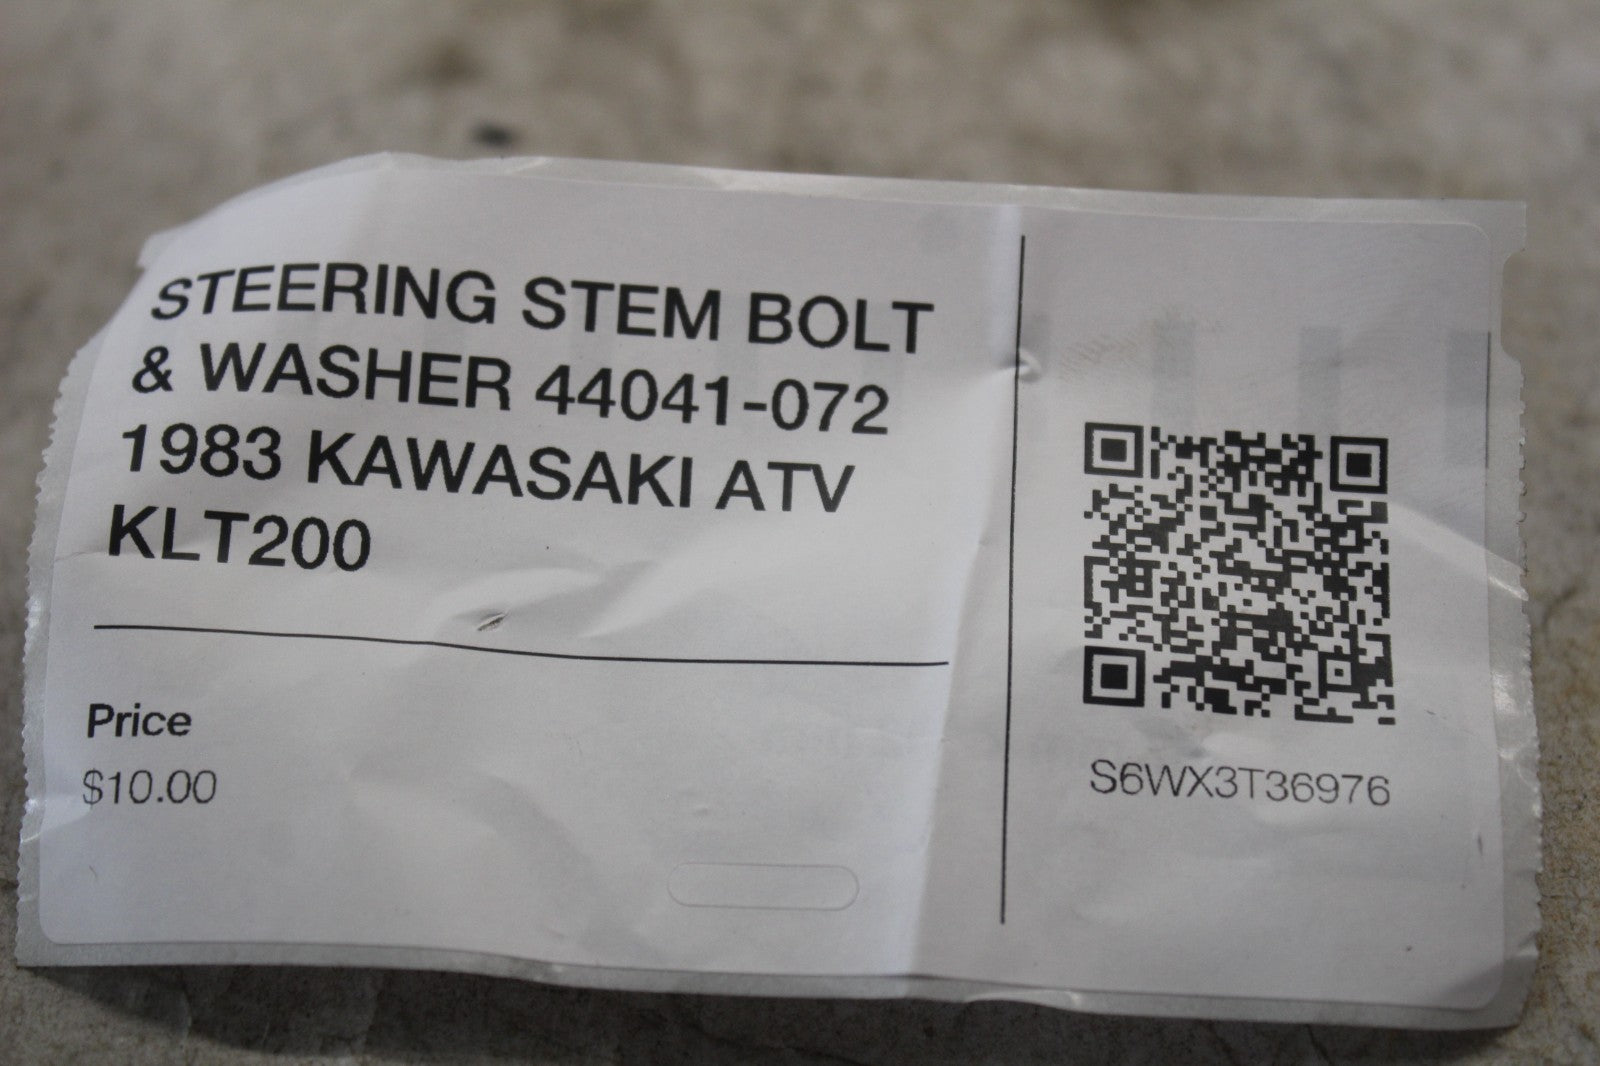 STEERING STEM BOLT
& WASHER 44041-072
1983 KAWASAKI ATV
KLT200
Price
$10.00
S6WX3T36976